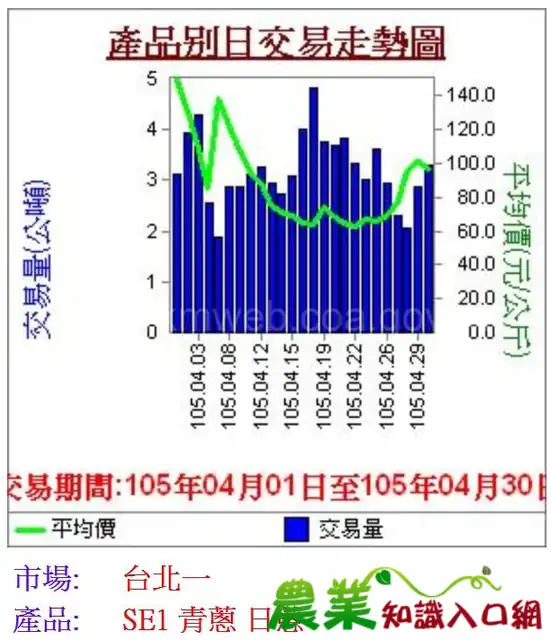 產品別日交易走勢圖
交易量(公噸)
5
4
3
2
1
0
140.0
120.0
100.0
80.0
60.0
40.0
20.0
0.0
平均價(元/公斤)
kmweb.coa.gov
105.04.03
105.04.08
105.04.12
105.04.15
105.04.19
105.04.22
105.04.26
105.04.29
交易期間:105年04月01日至105年04月30日
平均價 交易量
市場: 台北一
產品: SE1 青蔥 日蔥
農業知識入口網